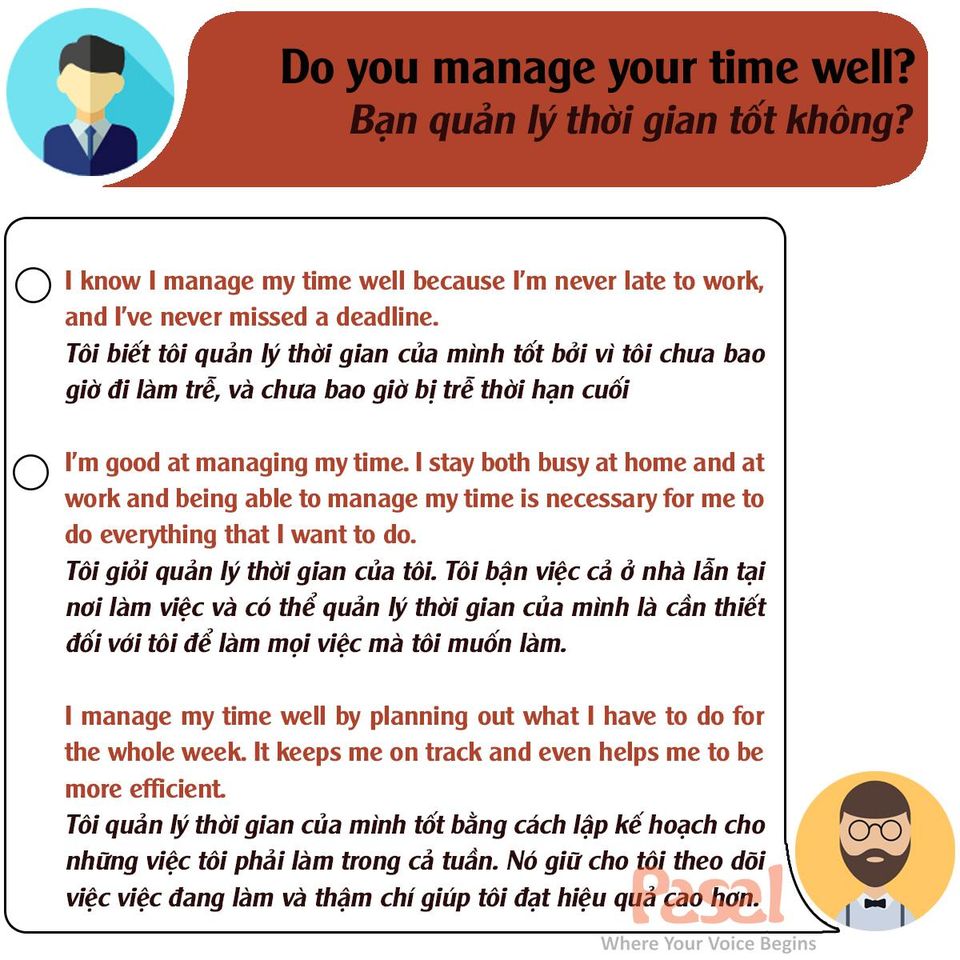 Do you manage your time well?
Bạn quản lý thời gian tốt không?
I know I manage my time well because I'm never late to work,
and I've never missed a deadline.
Tôi biết tôi quản lý thời gian của mình tốt bởi vì tôi chưa bao
giờ đi làm trễ, và chưa bao giờ bị trễ thời hạn cuối
I'm good at managing my time. I stay both busy at home and at
work and being able to manage my time is necessary for me to
do everything that I want to do.
Tôi giỏi quản lý thời gian của tôi. Tôi bận việc cả ở nhà lẫn tại
nơi làm việc và có thể quản lý thời gian của mình là cần thiết
đối với tôi để làm mọi việc mà tôi muốn làm.
I manage my time well by planning out what I have to do for
the whole week. It keeps me on track and even helps me to be
more efficient.
Tôi quản lý thời gian của mình tốt bằng cách lập kế hoạch cho
những việc tôi phải làm trong cả tuần. Nó giữ cho tôi theo dõi
việc việc đang làm và thậm chí giúp tôi đạt hiệu quả cao hơn.
Pasal
Where Your Voice Begins